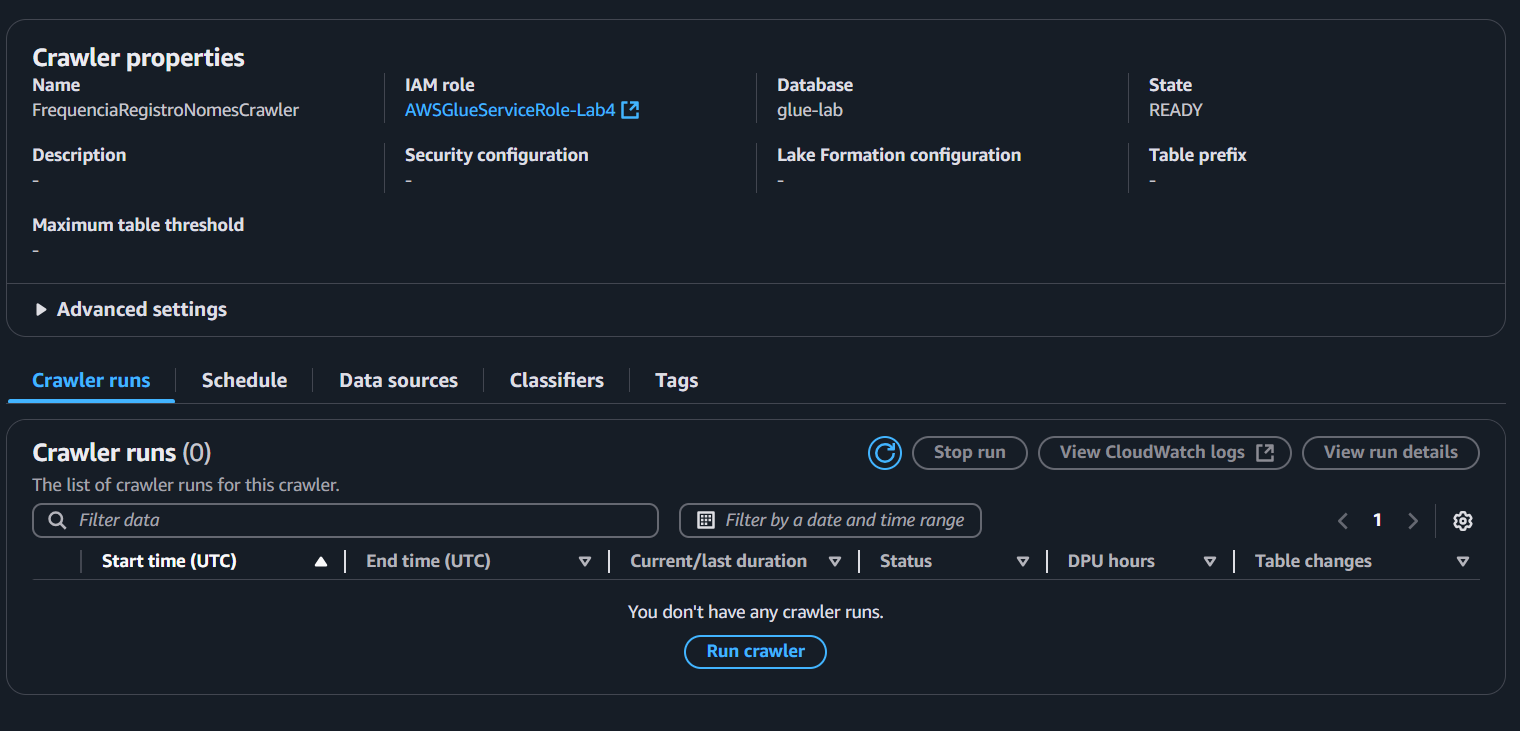 Crawler properties
Name
FrequenciaRegistroNomesCrawler
IAM role
AWSGlueServiceRole-Lab4
Database
glue-lab
State
READY
Description
-
Security configuration
-
Lake Formation configuration
-
Table prefix
-
Maximum table threshold
-
Advanced settings
Crawler runs
Schedule
Data sources
Classifiers
Tags
Crawler runs (0)
The list of crawler runs for this crawler.
Stop run
View CloudWatch logs
View run details
Filter data
Filter by a date and time range
1
Start time (UTC)
End time (UTC)
Current/last duration
Status
DPU hours
Table changes
You don't have any crawler runs.
Run crawler